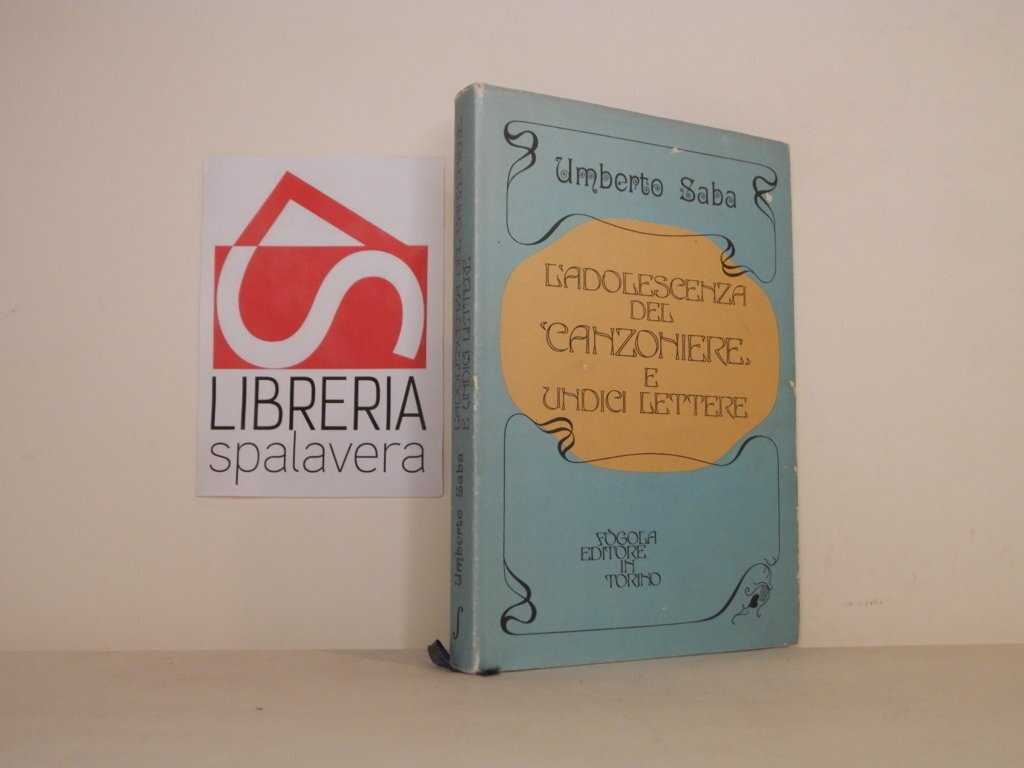 LIBRERIA
spalavera
Umberto Saba
L'ADOLESCENZA
DEL
«CANZONIERE»
E
UNDICI LETTERE
FÒGOLA
EDITORE
IN
TORINO
Umberto Saba L'ADOLESCENZA DEL CANZONIERE
E UNDICI LETTERE